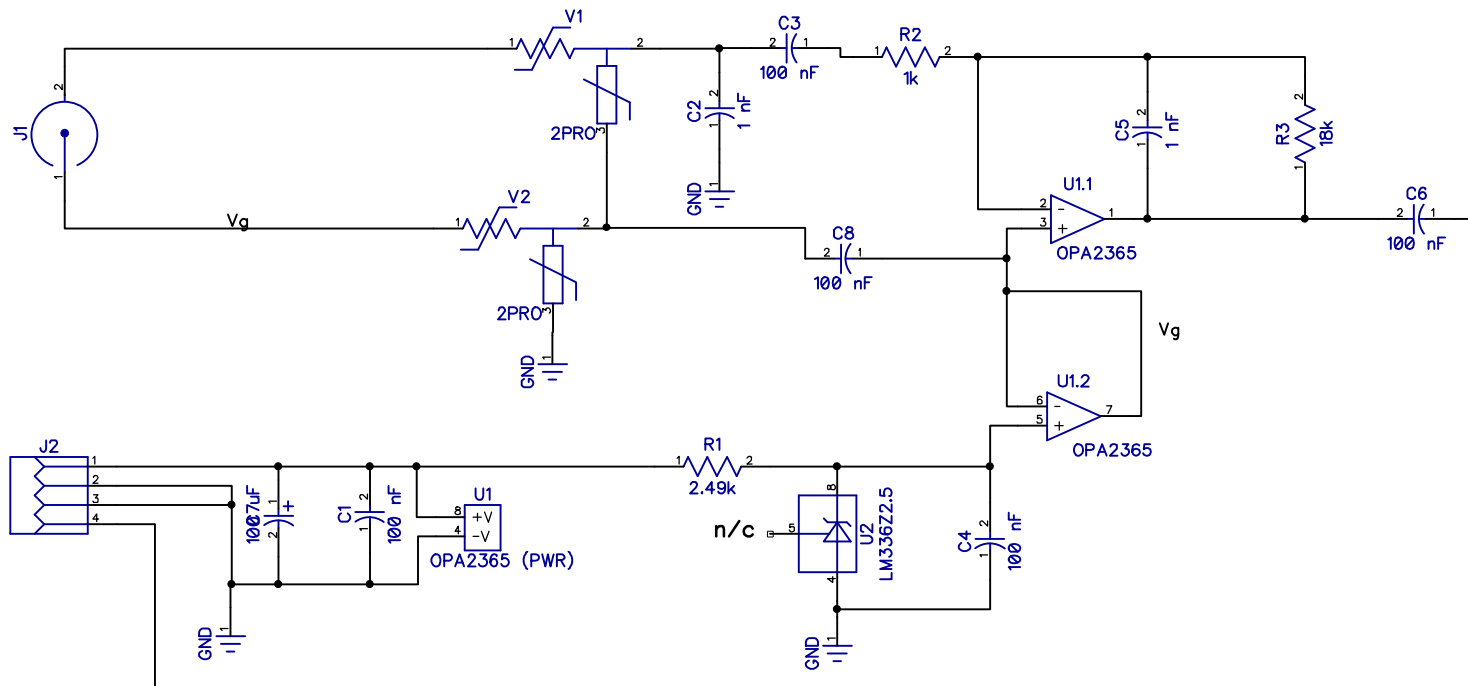 V1
1
2
C3
2
1
100 nF
R2
1
2
1k
2
J1
1
2PRO
3
C2
2
1
1 nF
GND
1
C5
2
1
1 nF
R3
2
1
18k
Vg
V2
1
2
C8
2
1
100 nF
U1.1
2
-
3
+
1
OPA2365
C6
2
1
100 nF
2PRO
3
GND
1
Vg
U1.2
6
-
5
+
7
OPA2365
J2
1
2
3
4
1
+
2
C1
2
1
100 nF
U1
8
+V
4
-V
OPA2365 (PWR)
R1
1
2
2.49k
n/c
5
8
4
U2
LM336Z2.5
C4
2
1
100 nF
GND
1
GND
1